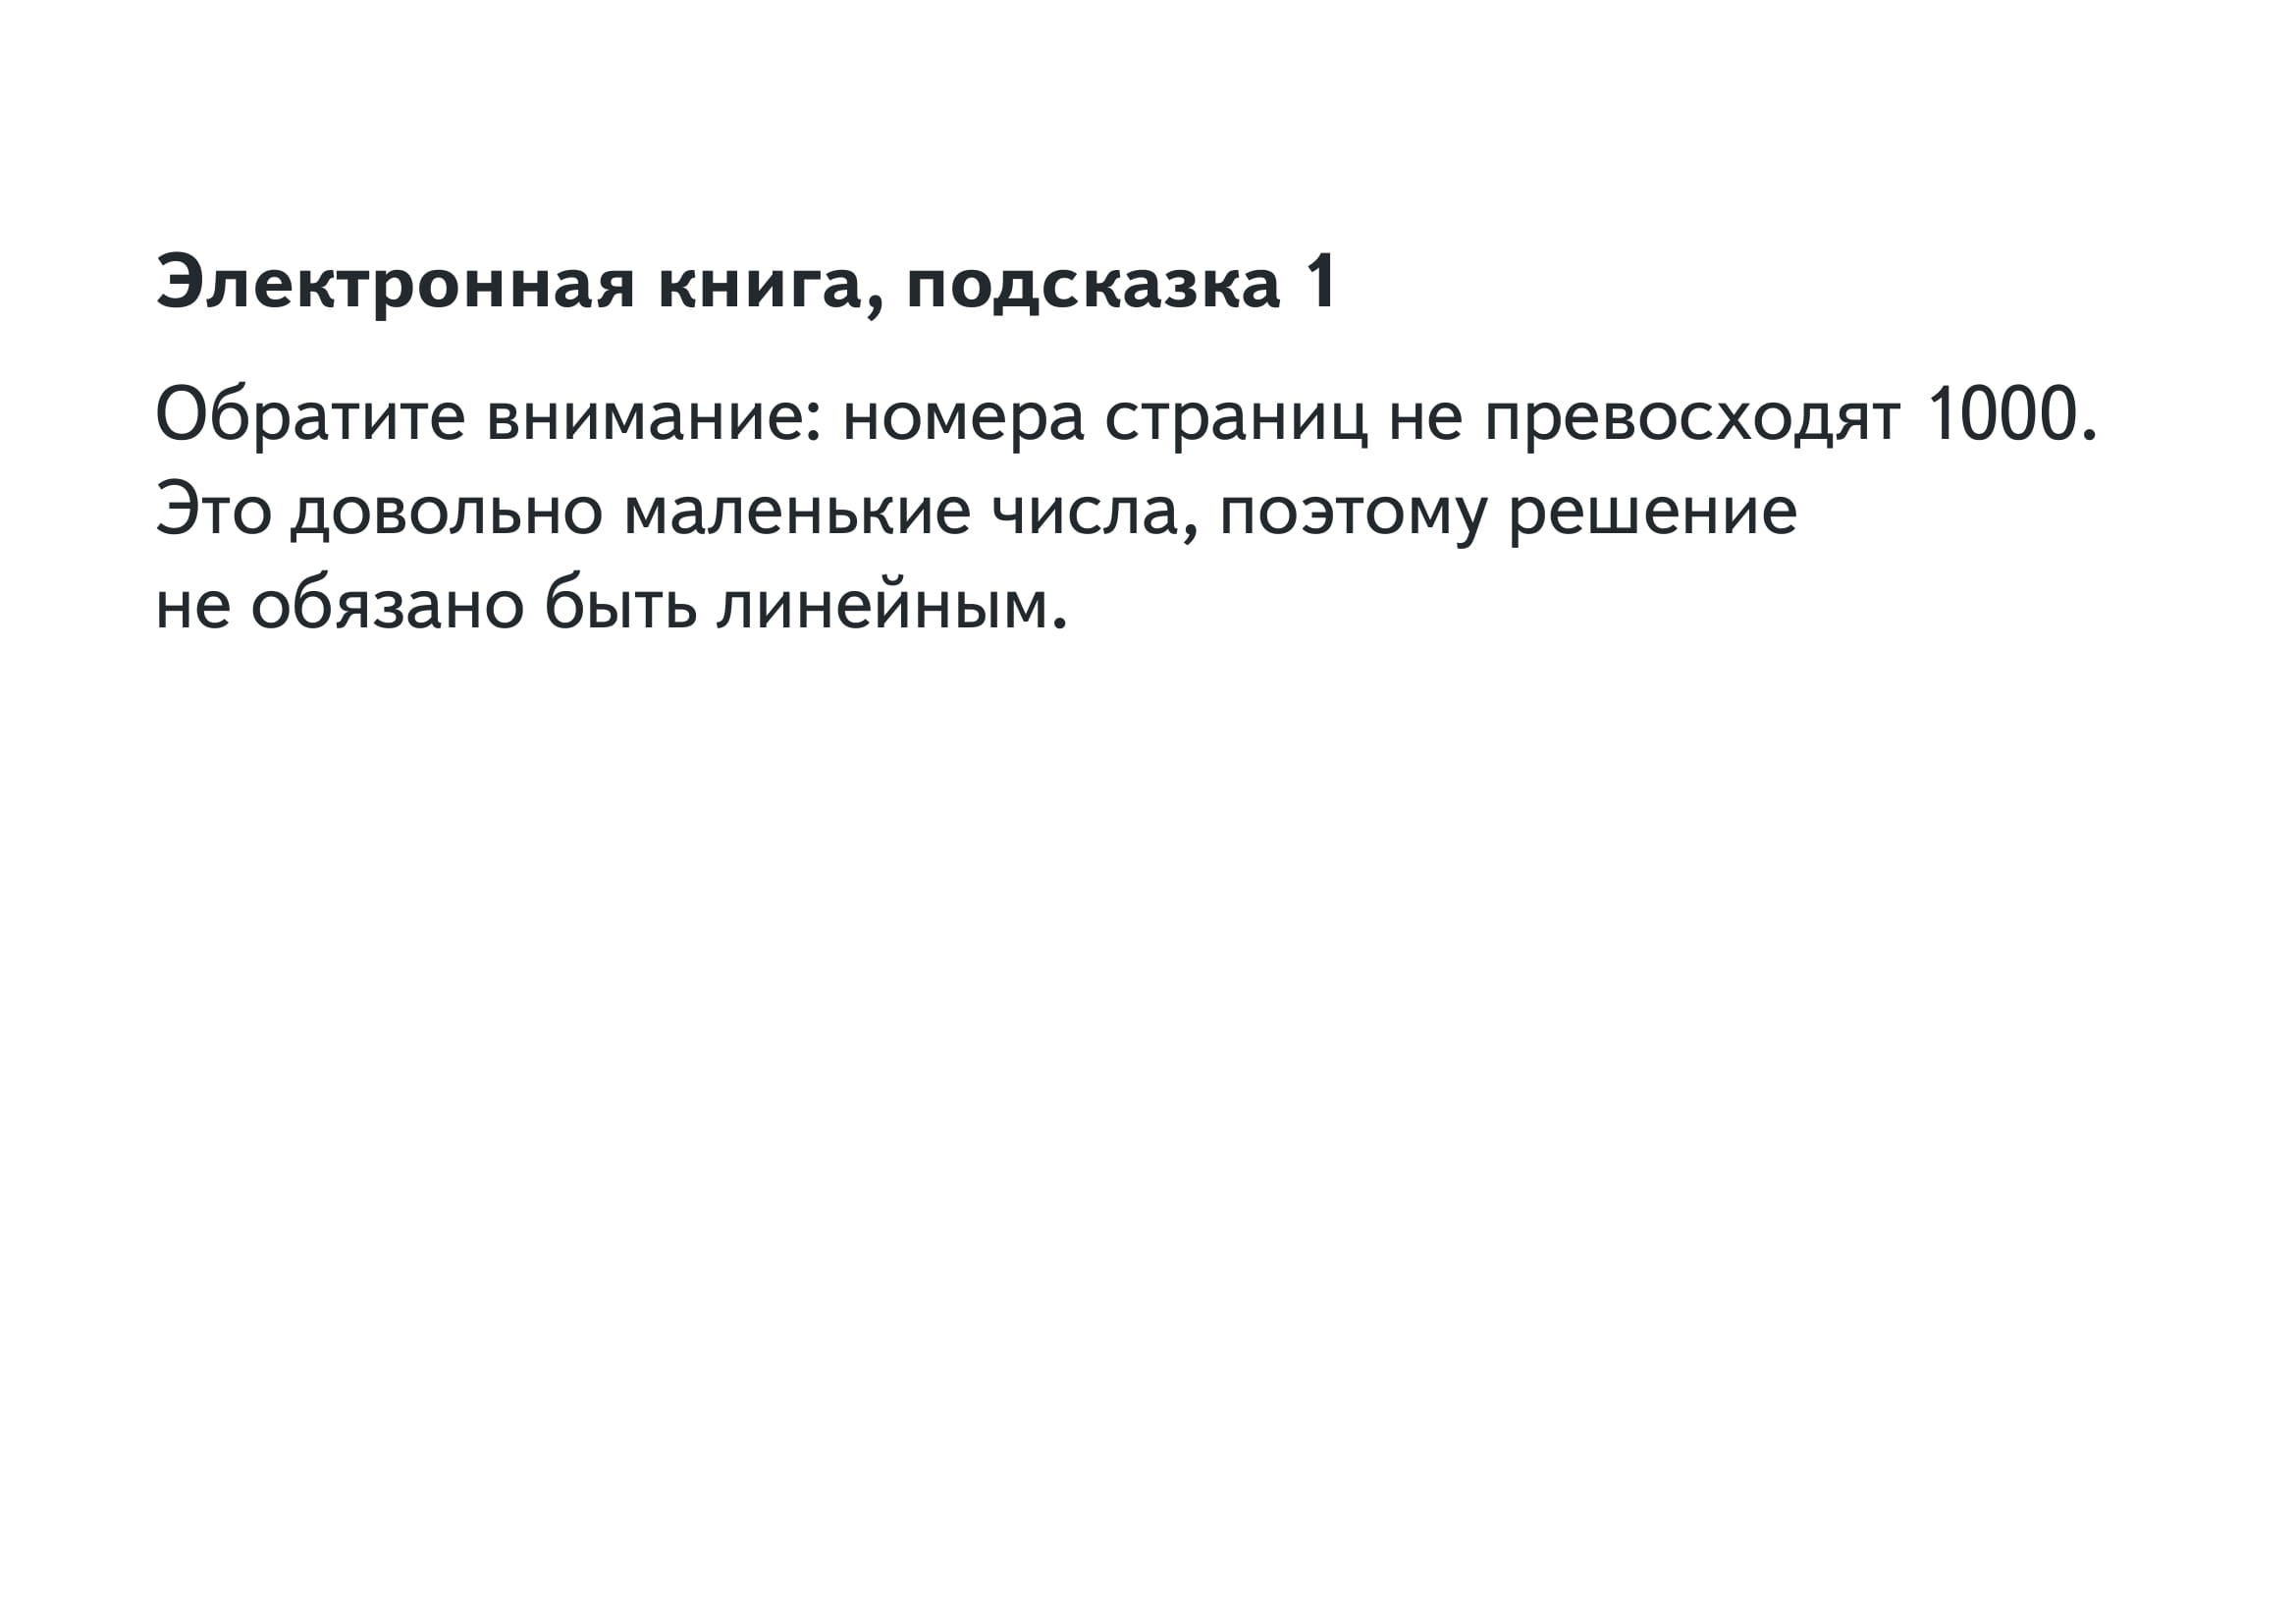 Электронная книга, подсказка 1
Обратите внимание: номера страниц не превосходят 1000.
Это довольно маленькие числа, поэтому решение
не обязано быть линейным.